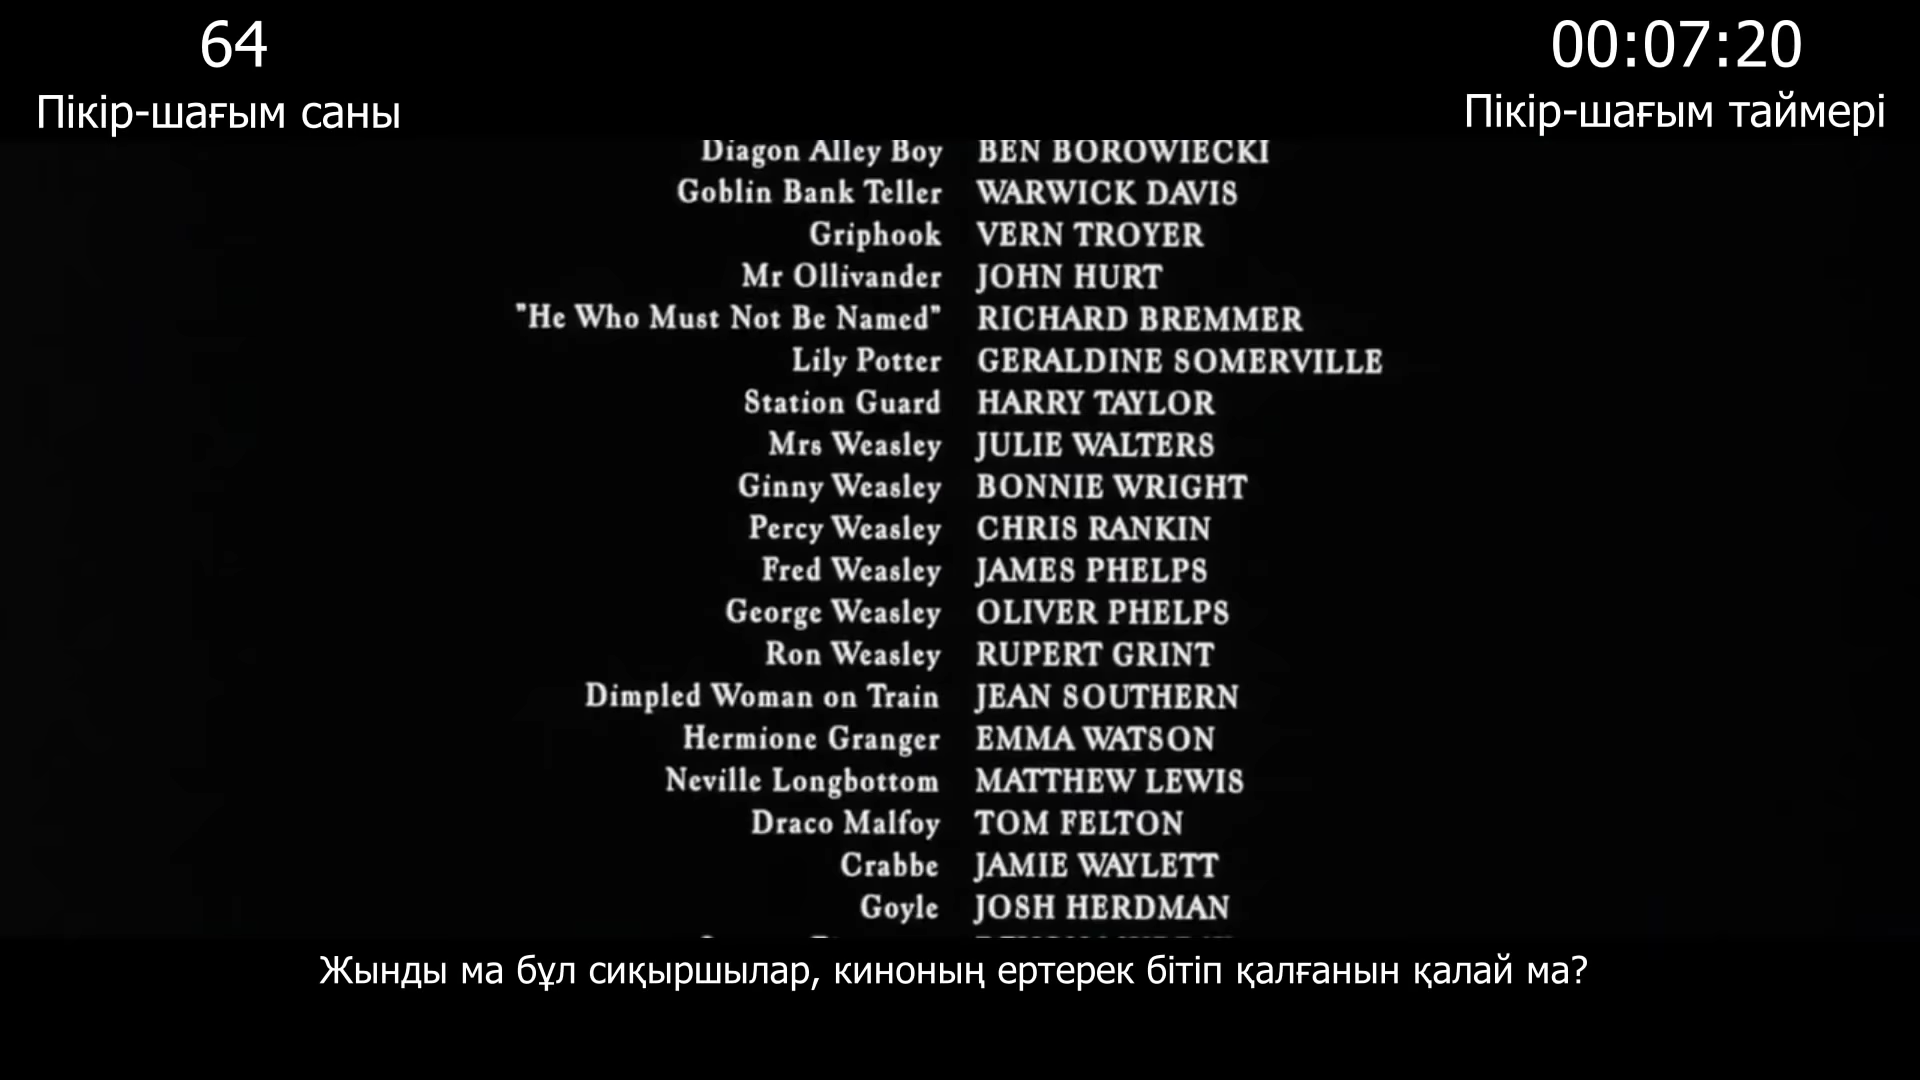 64
Пікір-шағым саны
00:07:20
Пікір-шағым таймері
Diagon Alley Boy BEN BOROWIECKI
Goblin Bank Teller WARWICK DAVIS
Griphook VERN TROYER
Mr Ollivander JOHN HURT
"He Who Must Not Be Named" RICHARD BREMMER
Lily Potter GERALDINE SOMERVILLE
Station Guard HARRY TAYLOR
Mrs Weasley JULIE WALTERS
Ginny Weasley BONNIE WRIGHT
Percy Weasley CHRIS RANKIN
Fred Weasley JAMES PHELPS
George Weasley OLIVER PHELPS
Ron Weasley RUPERT GRINT
Dimpled Woman on Train JEAN SOUTHERN
Hermione Granger EMMA WATSON
Neville Longbottom MATTHEW LEWIS
Draco Malfoy TOM FELTON
Crabbe JAMIE WAYLETT
Goyle JOSH HERDMAN
Жынды ма бұл сиқыршылар, киноның ертерек бітіп қалғанын қалай ма?